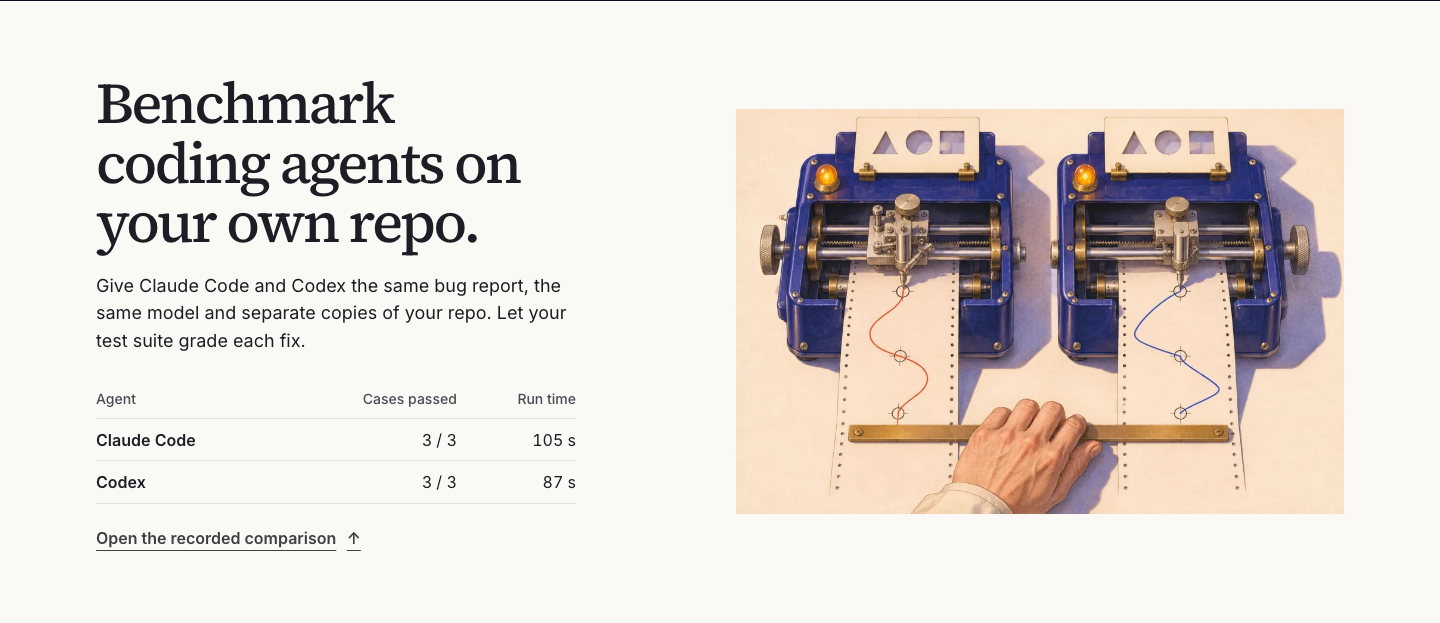 Benchmark
coding agents on
your own repo.
Give Claude Code and Codex the same bug report, the
same model and separate copies of your repo. Let your
test suite grade each fix.
Agent Cases passed Run time
Claude Code 3 / 3 105 s
Codex 3 / 3 87 s
Open the recorded comparison ↑